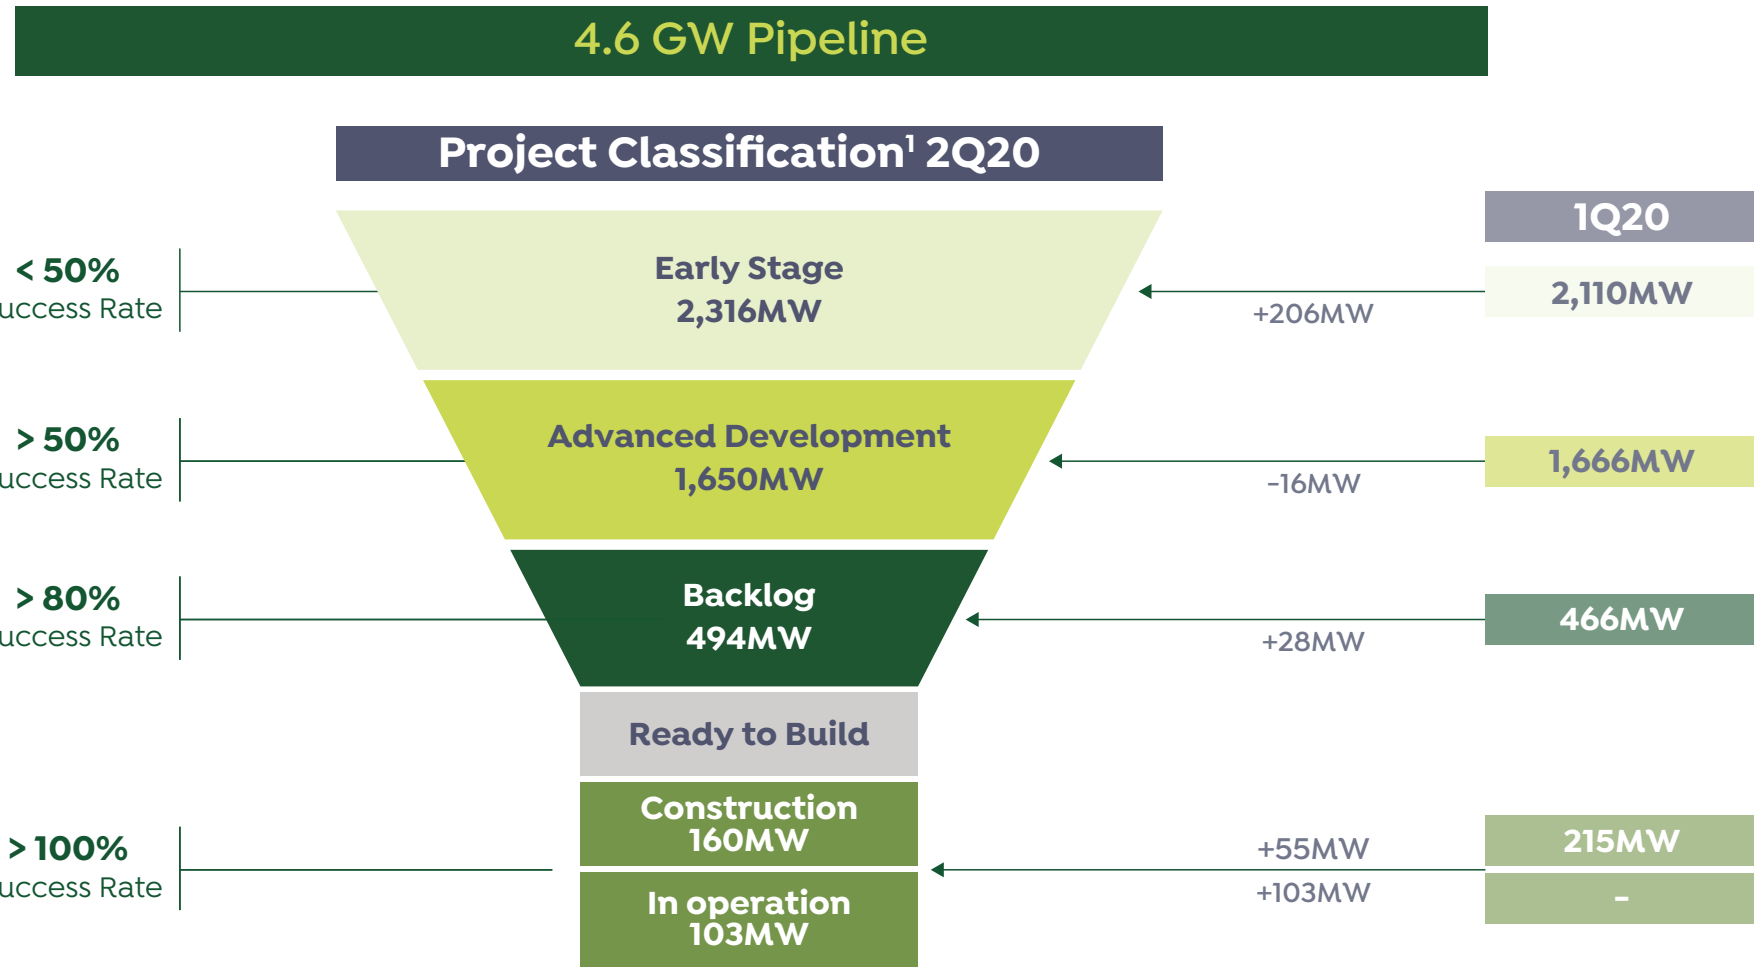 4.6 GW Pipeline
Project Classification¹ 2Q20
1Q20
< 50%
uccess Rate
Early Stage
2,316MW
+206MW
2,110MW
> 50%
uccess Rate
Advanced Development
1,650MW
-16MW
1,666MW
> 80%
uccess Rate
Backlog
494MW
+28MW
466MW
Ready to Build
> 100%
uccess Rate
Construction
160MW
+55MW
215MW
In operation
103MW
+103MW
-